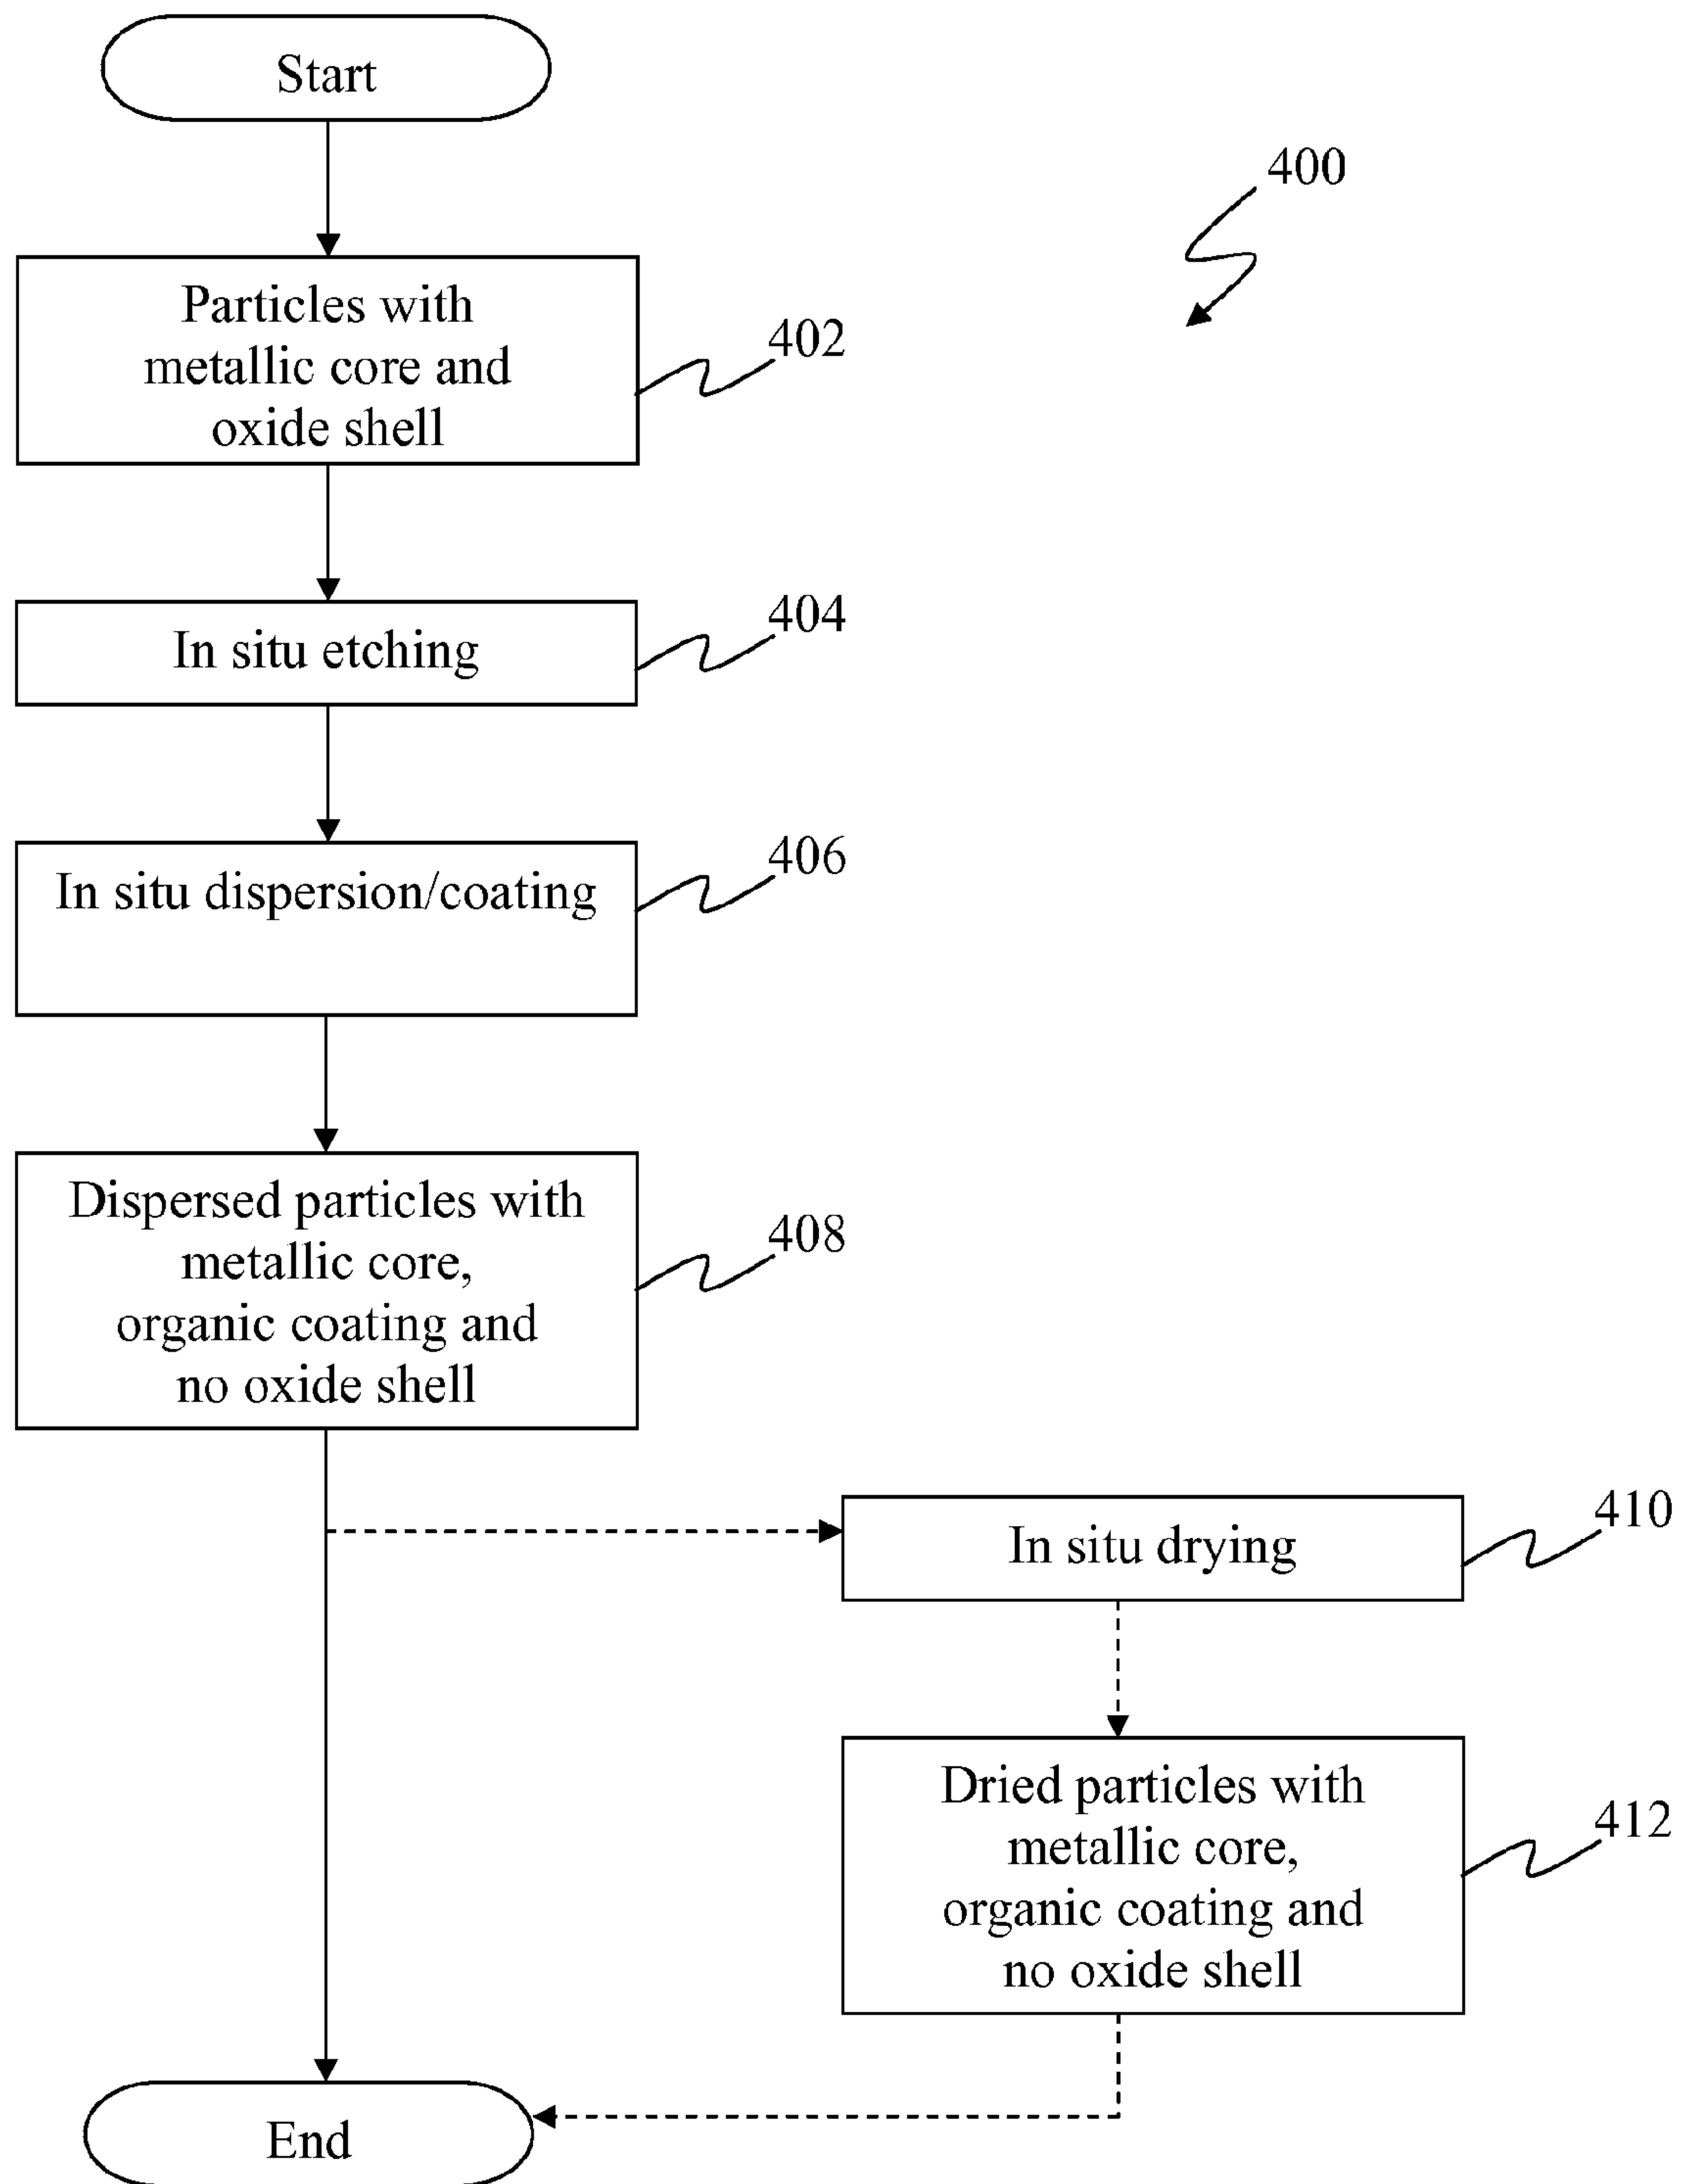 Start
400
Particles with
metallic core and
oxide shell
402
In situ etching
404
In situ dispersion/coating
406
Dispersed particles with
metallic core,
organic coating and
no oxide shell
408
In situ drying
410
Dried particles with
metallic core,
organic coating and
no oxide shell
412
End